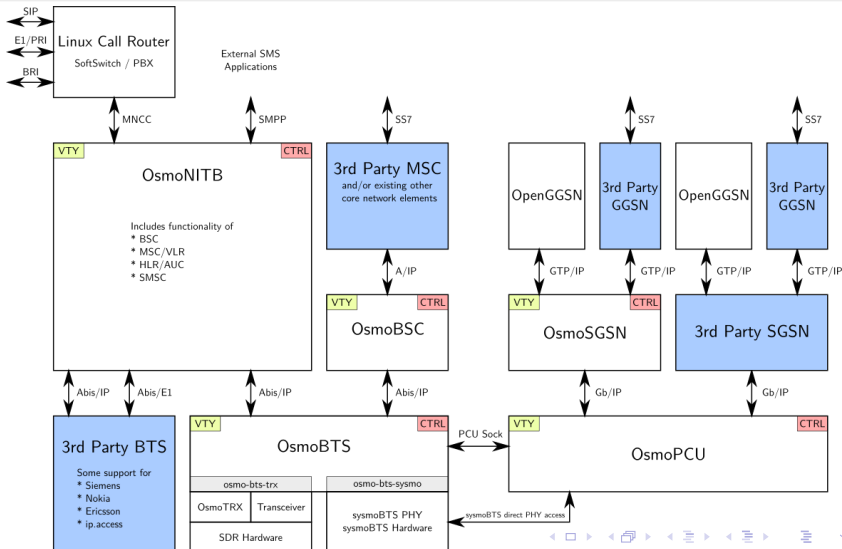 SIP
E1/PRI
BRI
Linux Call Router
SoftSwitch / PBX
External SMS
Applications
MNCC
SMPP
SS7
SS7
SS7
VTY
CTRL
OsmoNITB
Includes functionality of
* BSC
* MSC/VLR
* HLR/AUC
* SMSC
3rd Party MSC
and/or existing other
core network elements
OpenGGSN
3rd Party
GGSN
OpenGGSN
3rd Party
GGSN
A/IP
GTP/IP
GTP/IP
GTP/IP
GTP/IP
VTY
CTRL
OsmoBSC
VTY
CTRL
OsmoSGSN
3rd Party SGSN
Abis/IP
Abis/E1
Abis/IP
Abis/IP
Gb/IP
Gb/IP
3rd Party BTS
Some support for
* Siemens
* Nokia
* Ericsson
* ip.access
VTY
CTRL
OsmoBTS
osmo-bts-trx
osmo-bts-sysmo
OsmoTRX
Transceiver
SDR Hardware
sysmoBTS PHY
sysmoBTS Hardware
PCU Sock
sysmoBTS direct PHY access
VTY
CTRL
OsmoPCU